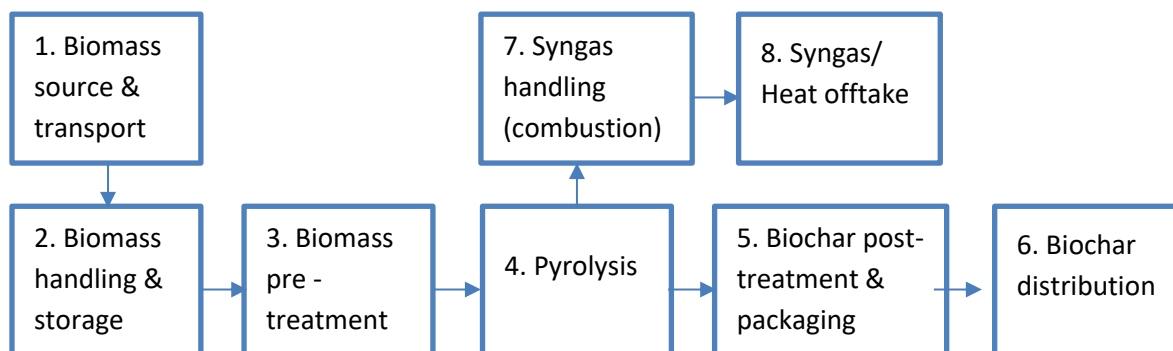 1. Biomass
source &
transport
2. Biomass
handling &
storage
3. Biomass
pre -
treatment
4. Pyrolysis
5. Biochar post-
treatment &
packaging
6. Biochar
distribution
7. Syngas
handling
(combustion)
8. Syngas/
Heat offtake